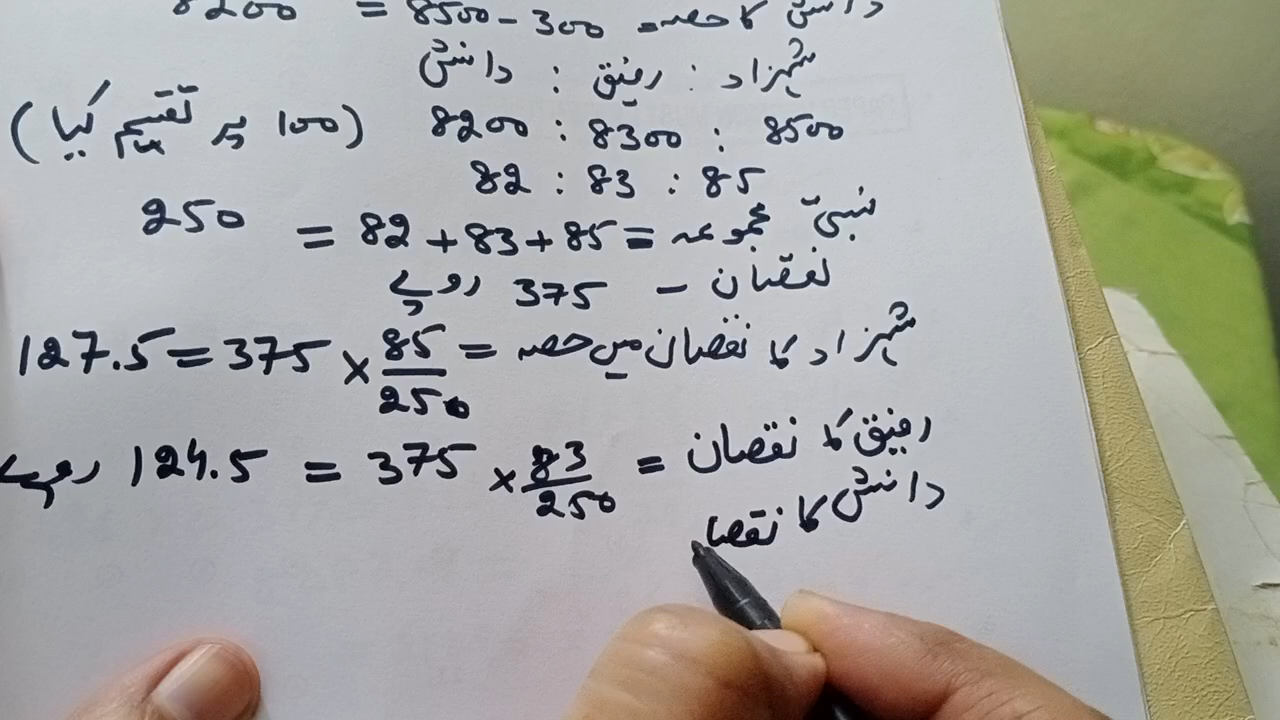 دانش کا حصہ = 8500 - 300 = 8200
شہزاد : رفیق : دانش
8500 : 8300 : 8200 (100 پر تقسیم کیا)
85 : 83 : 82
نسبتی مجموعہ = 85 + 83 + 82 = 250
نقصان - 375 روپے
شہزاد کا نقصان میں حصہ = 85/250 × 375 = 127.5
رفیق کا نقصان = 83/250 × 375 = 124.5 روپے
دانش کا نقصا